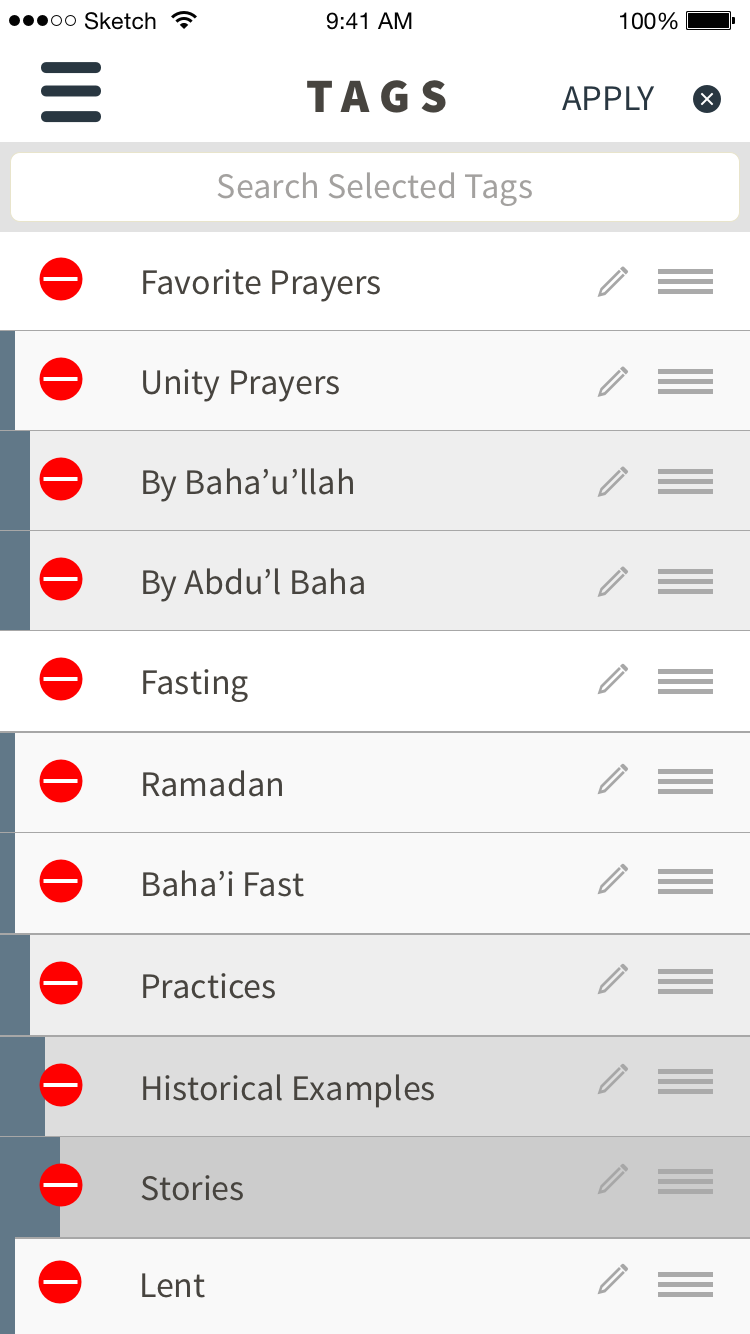 Sketch 9:41 AM 100%
TAGS APPLY
Search Selected Tags
Favorite Prayers
Unity Prayers
By Baha’u’llah
By Abdu’l Baha
Fasting
Ramadan
Baha’i Fast
Practices
Historical Examples
Stories
Lent